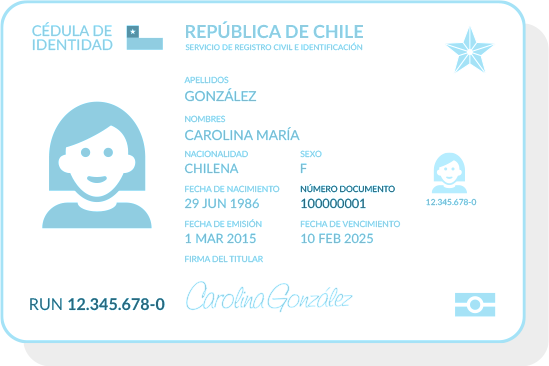 CÉDULA DE
IDENTIDAD
REPÚBLICA DE CHILE
SERVICIO DE REGISTRO CIVIL E IDENTIFICACIÓN
APELLIDOS
GONZÁLEZ
NOMBRES
CAROLINA MARÍA
NACIONALIDAD SEXO
CHILENA F
FECHA DE NACIMIENTO NÚMERO DOCUMENTO
29 JUN 1986 100000001
12.345.678-0
FECHA DE EMISIÓN FECHA DE VENCIMIENTO
1 MAR 2015 10 FEB 2025
FIRMA DEL TITULAR
Carolina González
RUN 12.345.678-0